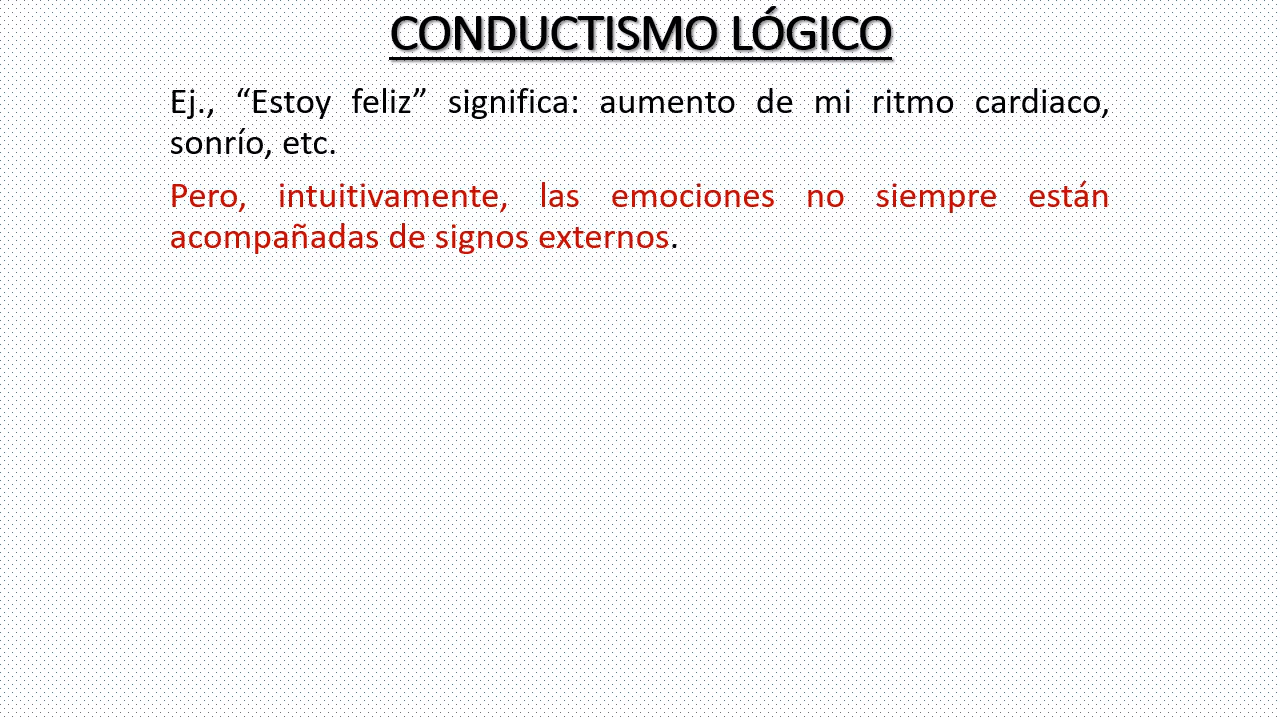 CONDUCTISMO LÓGICO
Ej., “Estoy feliz” significa: aumento de mi ritmo cardiaco,
sonrío, etc.
Pero, intuitivamente, las emociones no siempre están
acompañadas de signos externos.